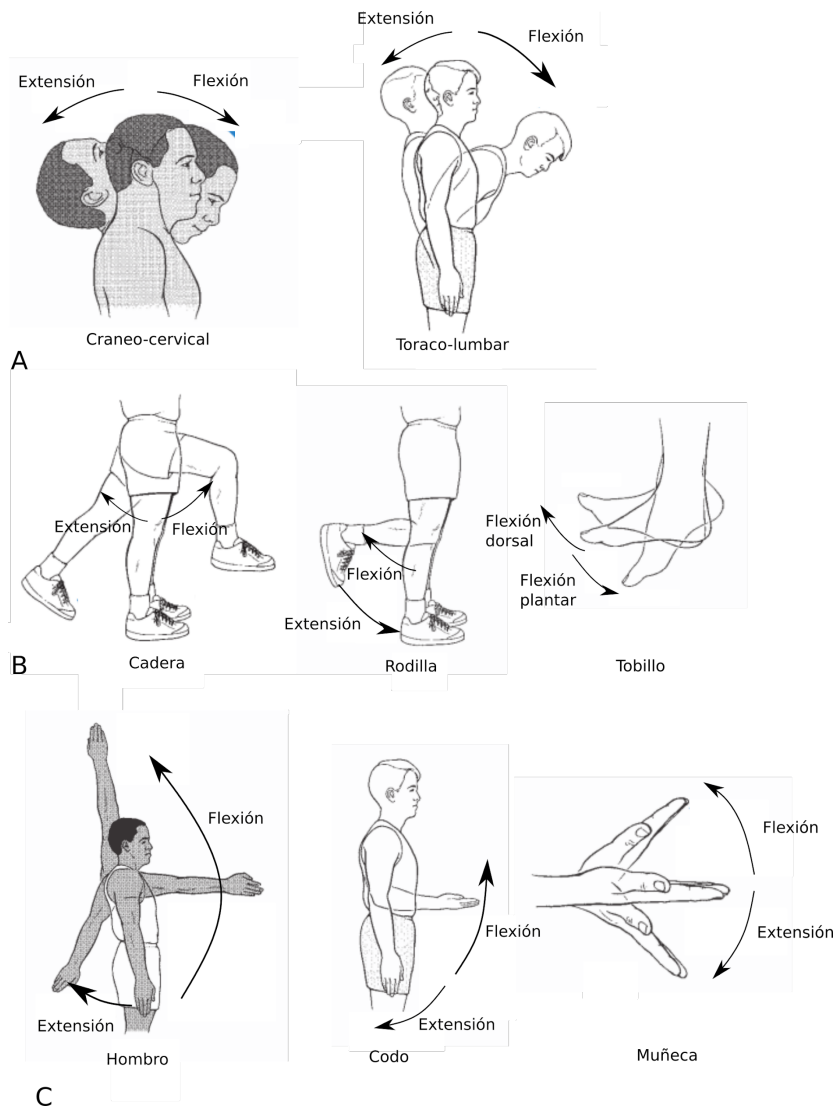 Extensión
Flexión
Extensión
Flexión
Craneo-cervical
Toraco-lumbar
A
Extensión
Flexión
Flexión
Extensión
Flexión
dorsal
Flexión
plantar
Cadera
Rodilla
Tobillo
B
Flexión
Extensión
Flexión
Extensión
Flexión
Extensión
Hombro
Codo
Muñeca
C